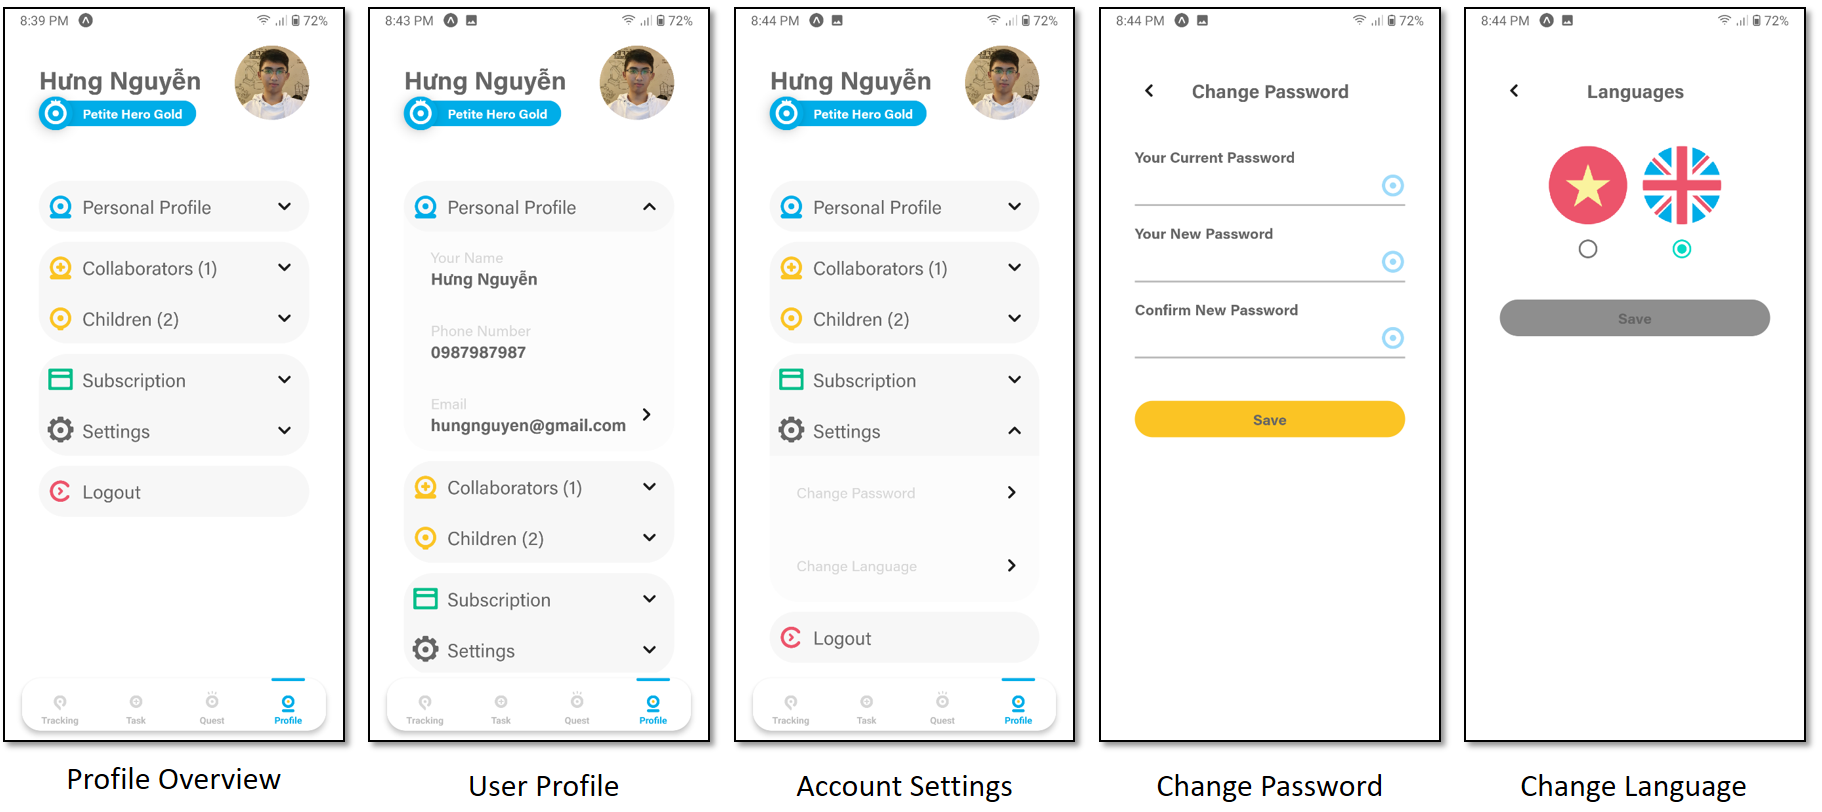 8:39 PM 72%
Hưng Nguyễn
Petite Hero Gold
Personal Profile
Collaborators (1)
Children (2)
Subscription
Settings
Logout
Tracking Task Quest Profile
Profile Overview
8:43 PM 72%
Hưng Nguyễn
Petite Hero Gold
Personal Profile
Your Name
Hưng Nguyễn
Phone Number
0987987987
Email
hungnguyen@gmail.com
Collaborators (1)
Children (2)
Subscription
Settings
Tracking Task Quest Profile
User Profile
8:44 PM 72%
Hưng Nguyễn
Petite Hero Gold
Personal Profile
Collaborators (1)
Children (2)
Subscription
Settings
Change Password
Change Language
Logout
Tracking Task Quest Profile
Account Settings
8:44 PM 72%
Change Password
Your Current Password
Your New Password
Confirm New Password
Save
Change Password
8:44 PM 72%
Languages
Save
Change Language